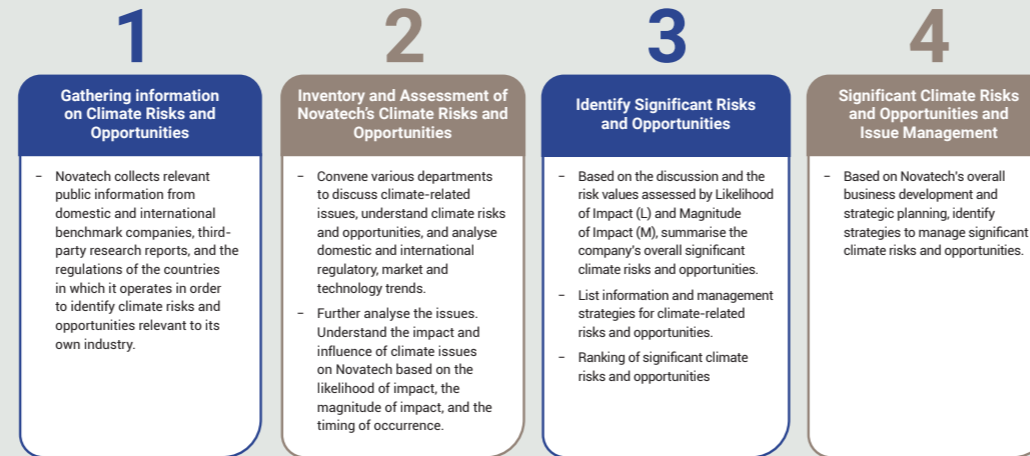 1
Gathering information
on Climate Risks and
Opportunities
– Novatech collects relevant
public information from
domestic and international
benchmark companies, third-
party research reports, and the
regulations of the countries
in which it operates in order
to identify climate risks and
opportunities relevant to its
own industry.
2
Inventory and Assessment of
Novatech's Climate Risks and
Opportunities
– Convene various departments
to discuss climate-related
issues, understand climate risks
and opportunities, and analyse
domestic and international
regulatory, market and
technology trends.
– Further analyse the issues.
Understand the impact and
influence of climate issues
on Novatech based on the
likelihood of impact, the
magnitude of impact, and the
timing of occurrence.
3
Identify Significant Risks
and Opportunities
– Based on the discussion and the
risk values assessed by Likelihood
of Impact (L) and Magnitude
of Impact (M), summarise the
company's overall significant
climate risks and opportunities.
– List information and management
strategies for climate-related
risks and opportunities.
– Ranking of significant climate
risks and opportunities
4
Significant Climate Risks
and Opportunities and
Issue Management
– Based on Novatech's overall
business development and
strategic planning, identify
strategies to manage significant
climate risks and opportunities.